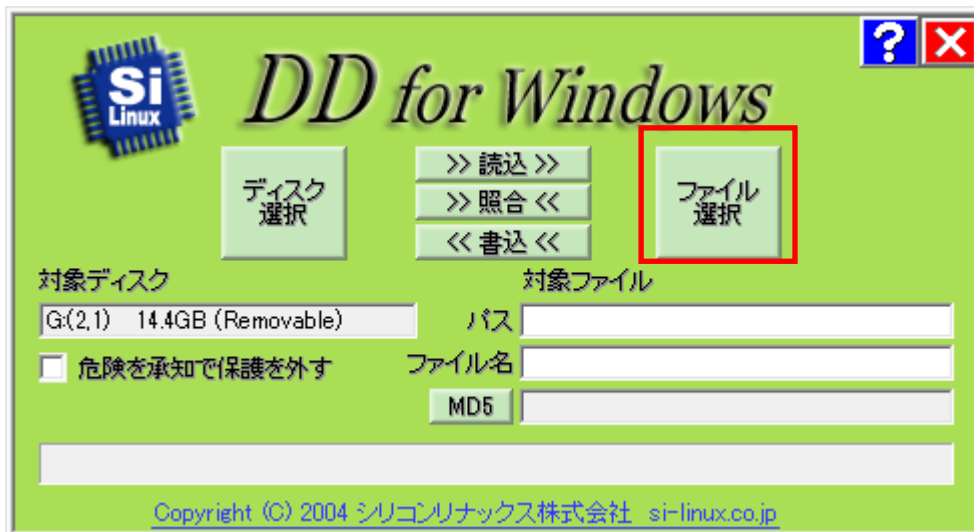 Si
Linux
DD for Windows
?
ディスク
選択
>> 読込 >>
>> 照合 <<
<< 書込 <<
ファイル
選択
対象ディスク
対象ファイル
G:(2,1) 14.4GB (Removable)
パス
危険を承知で保護を外す
ファイル名
MD5
Copyright (C) 2004 シリコンリナックス株式会社 si-linux.co.jp